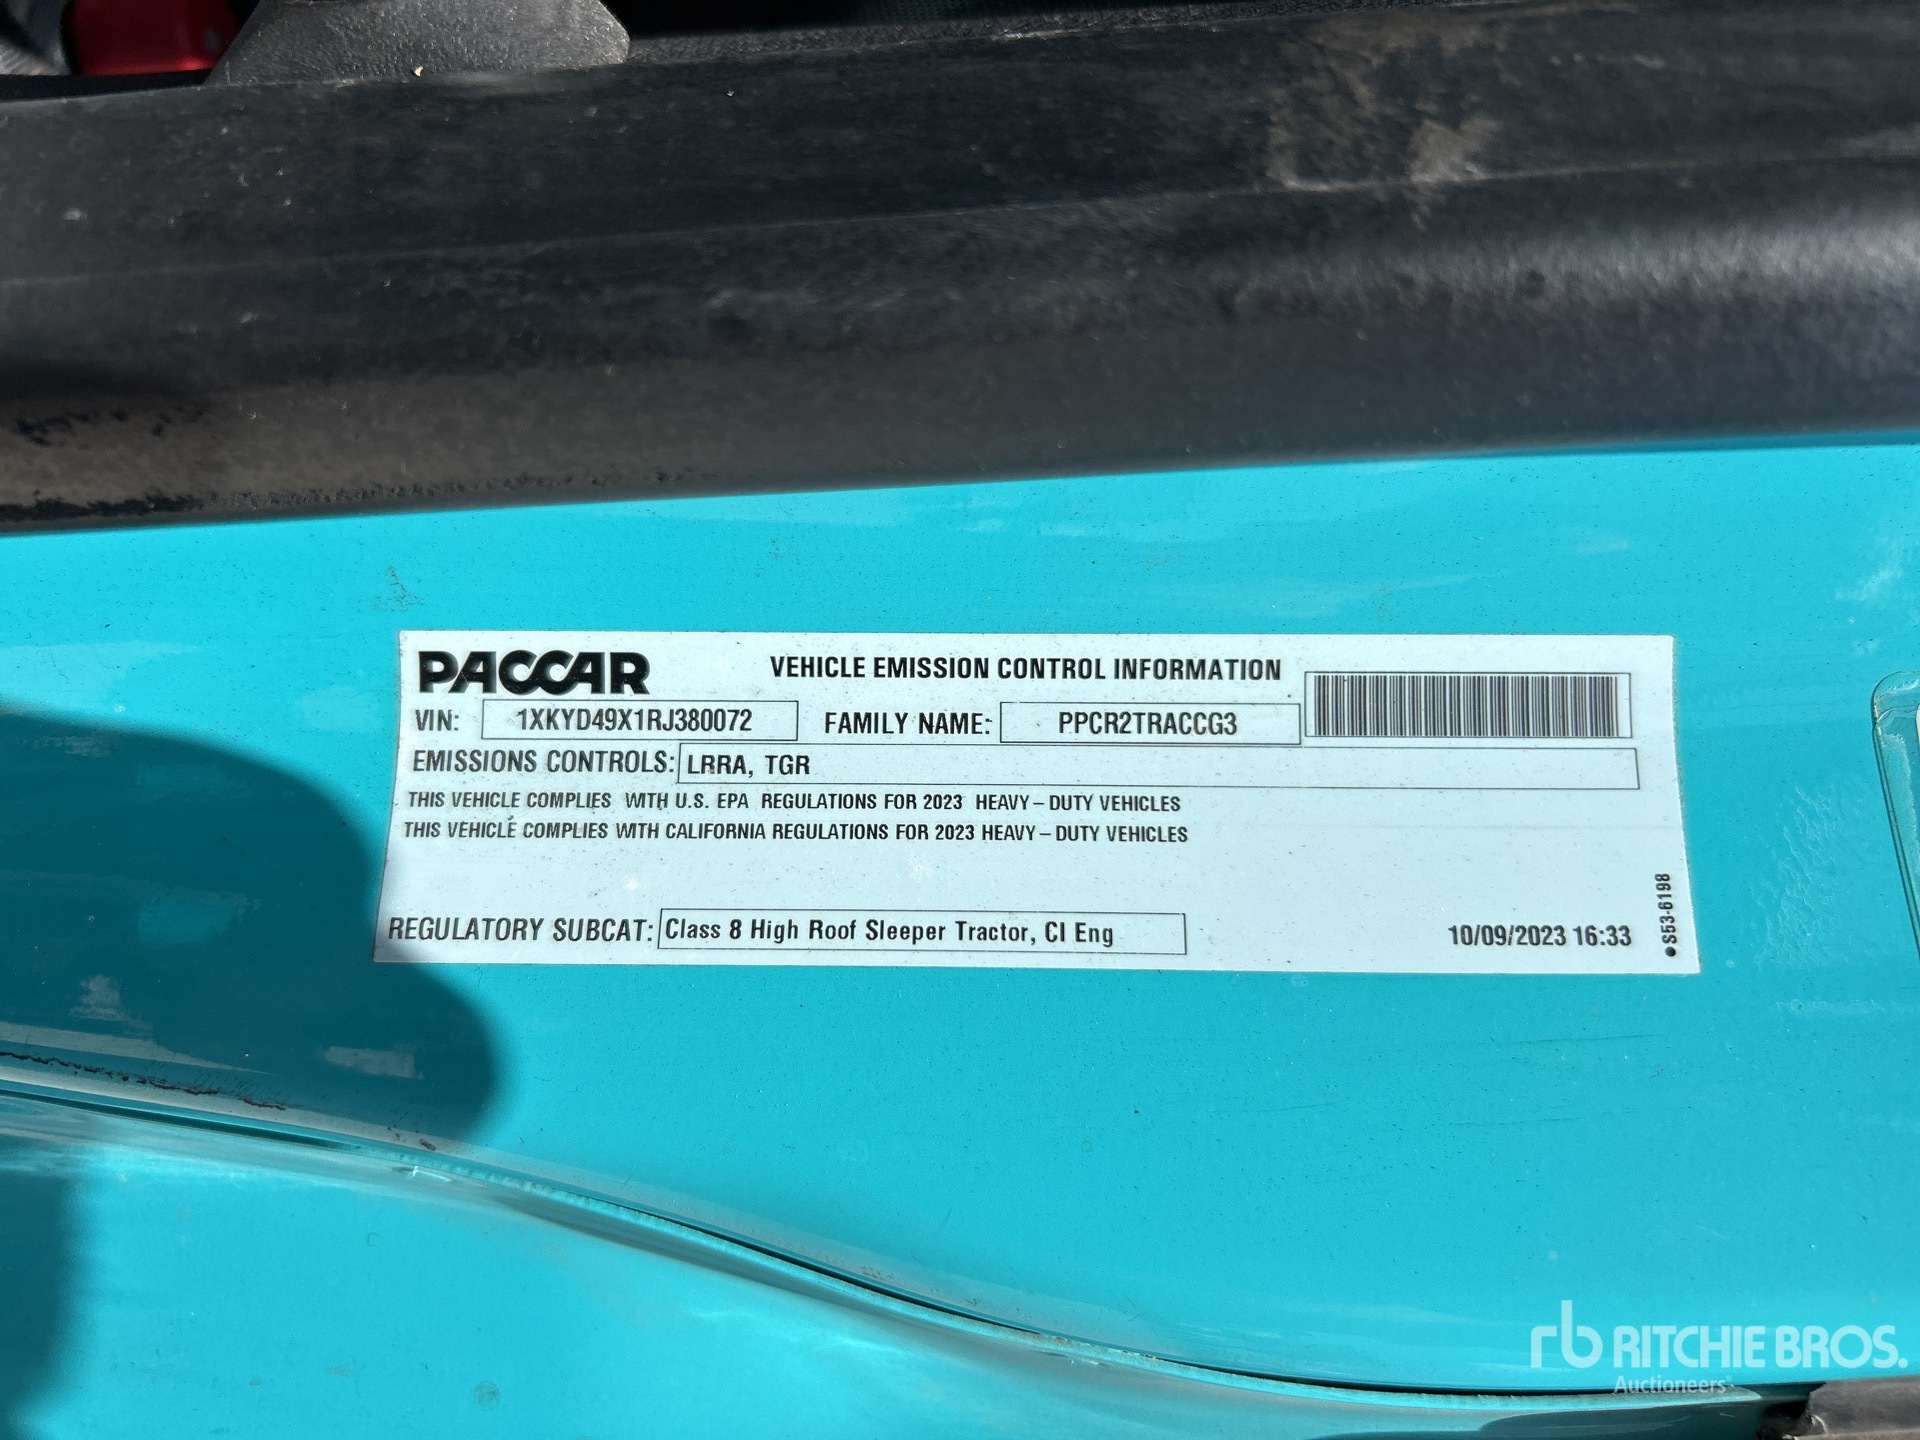 PACCAR VEHICLE EMISSION CONTROL INFORMATION
VIN: 1XKYD49X1RJ380072 FAMILY NAME: PPCR2TRACCG3
EMISSIONS CONTROLS: LRRA, TGR
THIS VEHICLE COMPLIES WITH U.S. EPA REGULATIONS FOR 2023 HEAVY-DUTY VEHICLES
THIS VEHICLE COMPLIES WITH CALIFORNIA REGULATIONS FOR 2023 HEAVY-DUTY VEHICLES
REGULATORY SUBCAT: Class 8 High Roof Sleeper Tractor, CI Eng 10/09/2023 16:33
● S53-6198
rb RITCHIE BROS.
Auctioneers